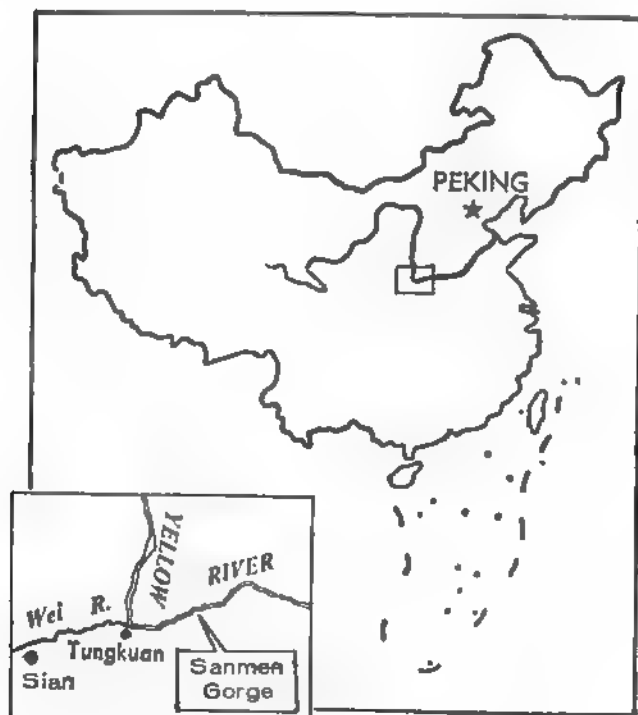 PEKING
YELLOW
RIVER
Wei R.
Tungkuan
Sian
Sanmen
Gorge